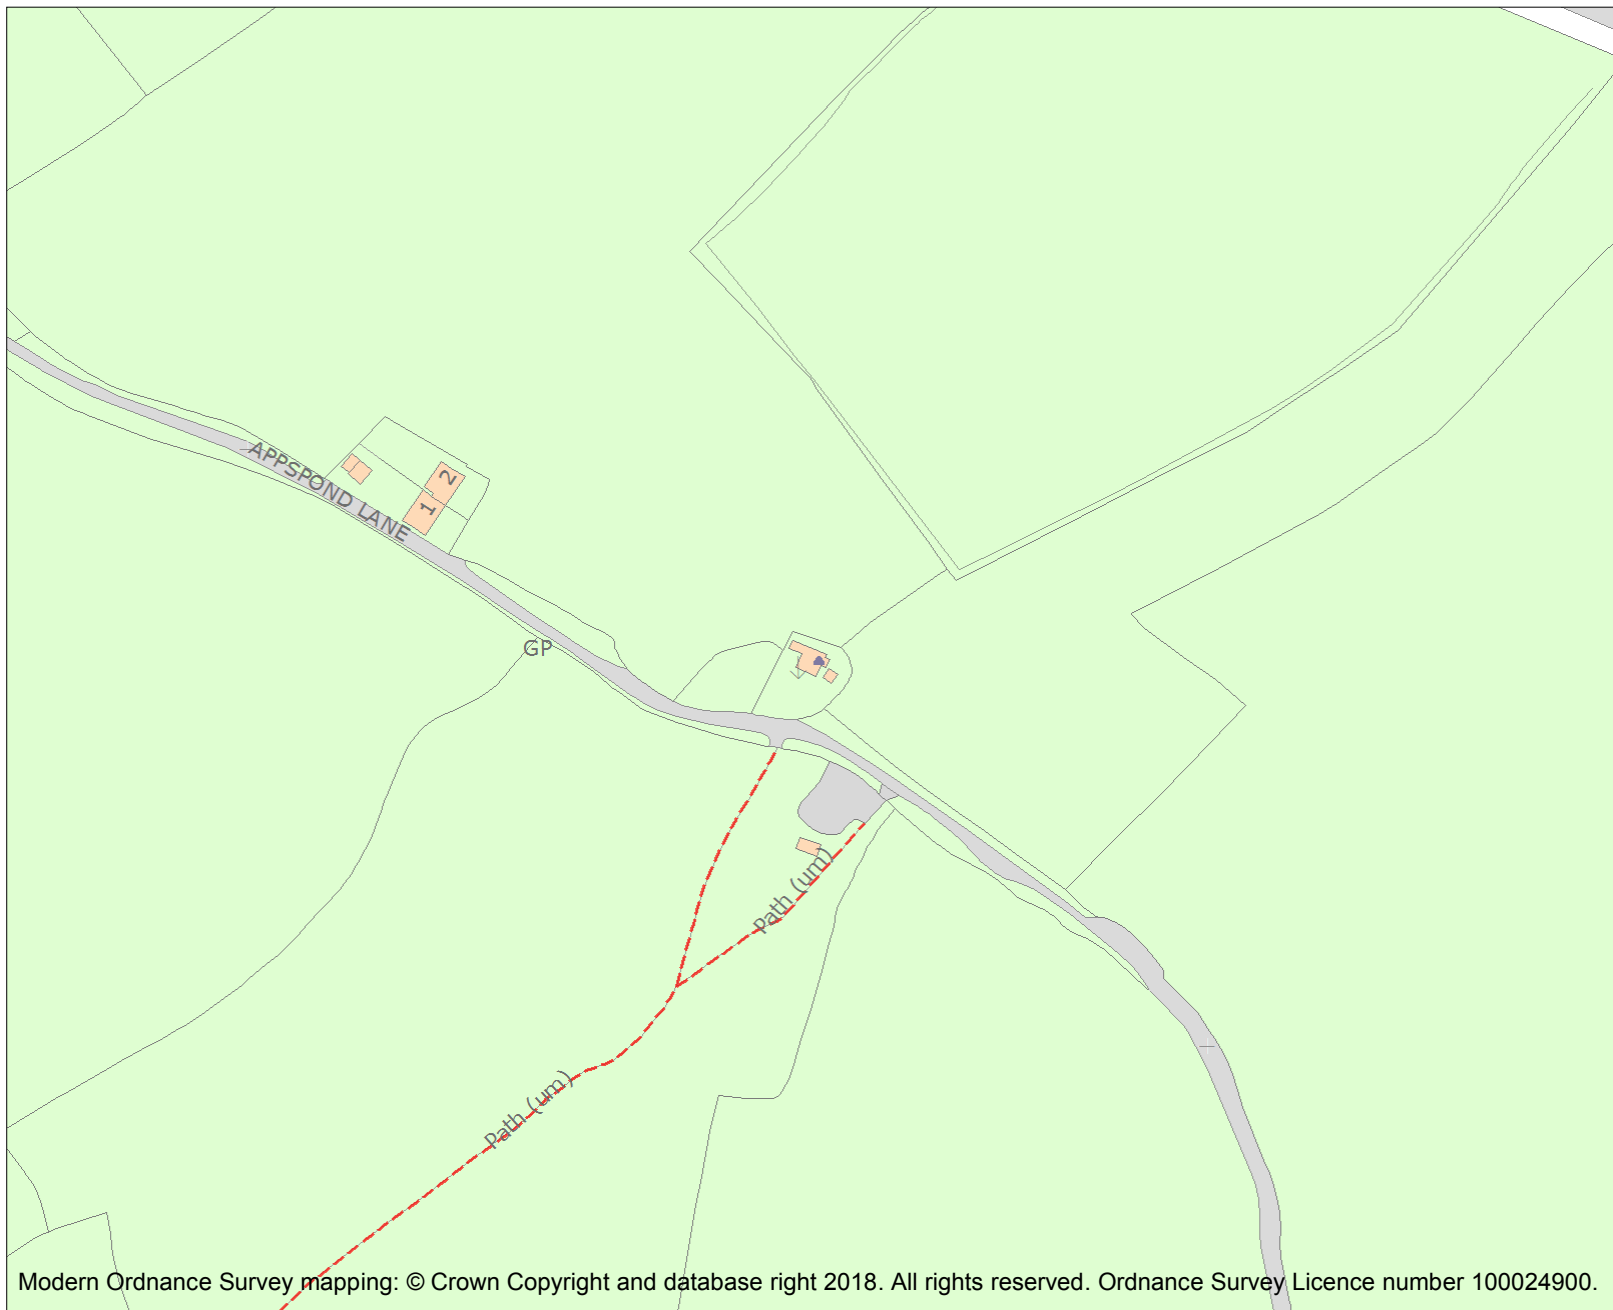 APPSPOND LANE
2
1
GP
Path (um)
Path (um)
Modern Ordnance Survey mapping: © Crown Copyright and database right 2018. All rights reserved. Ordnance Survey Licence number 100024900.